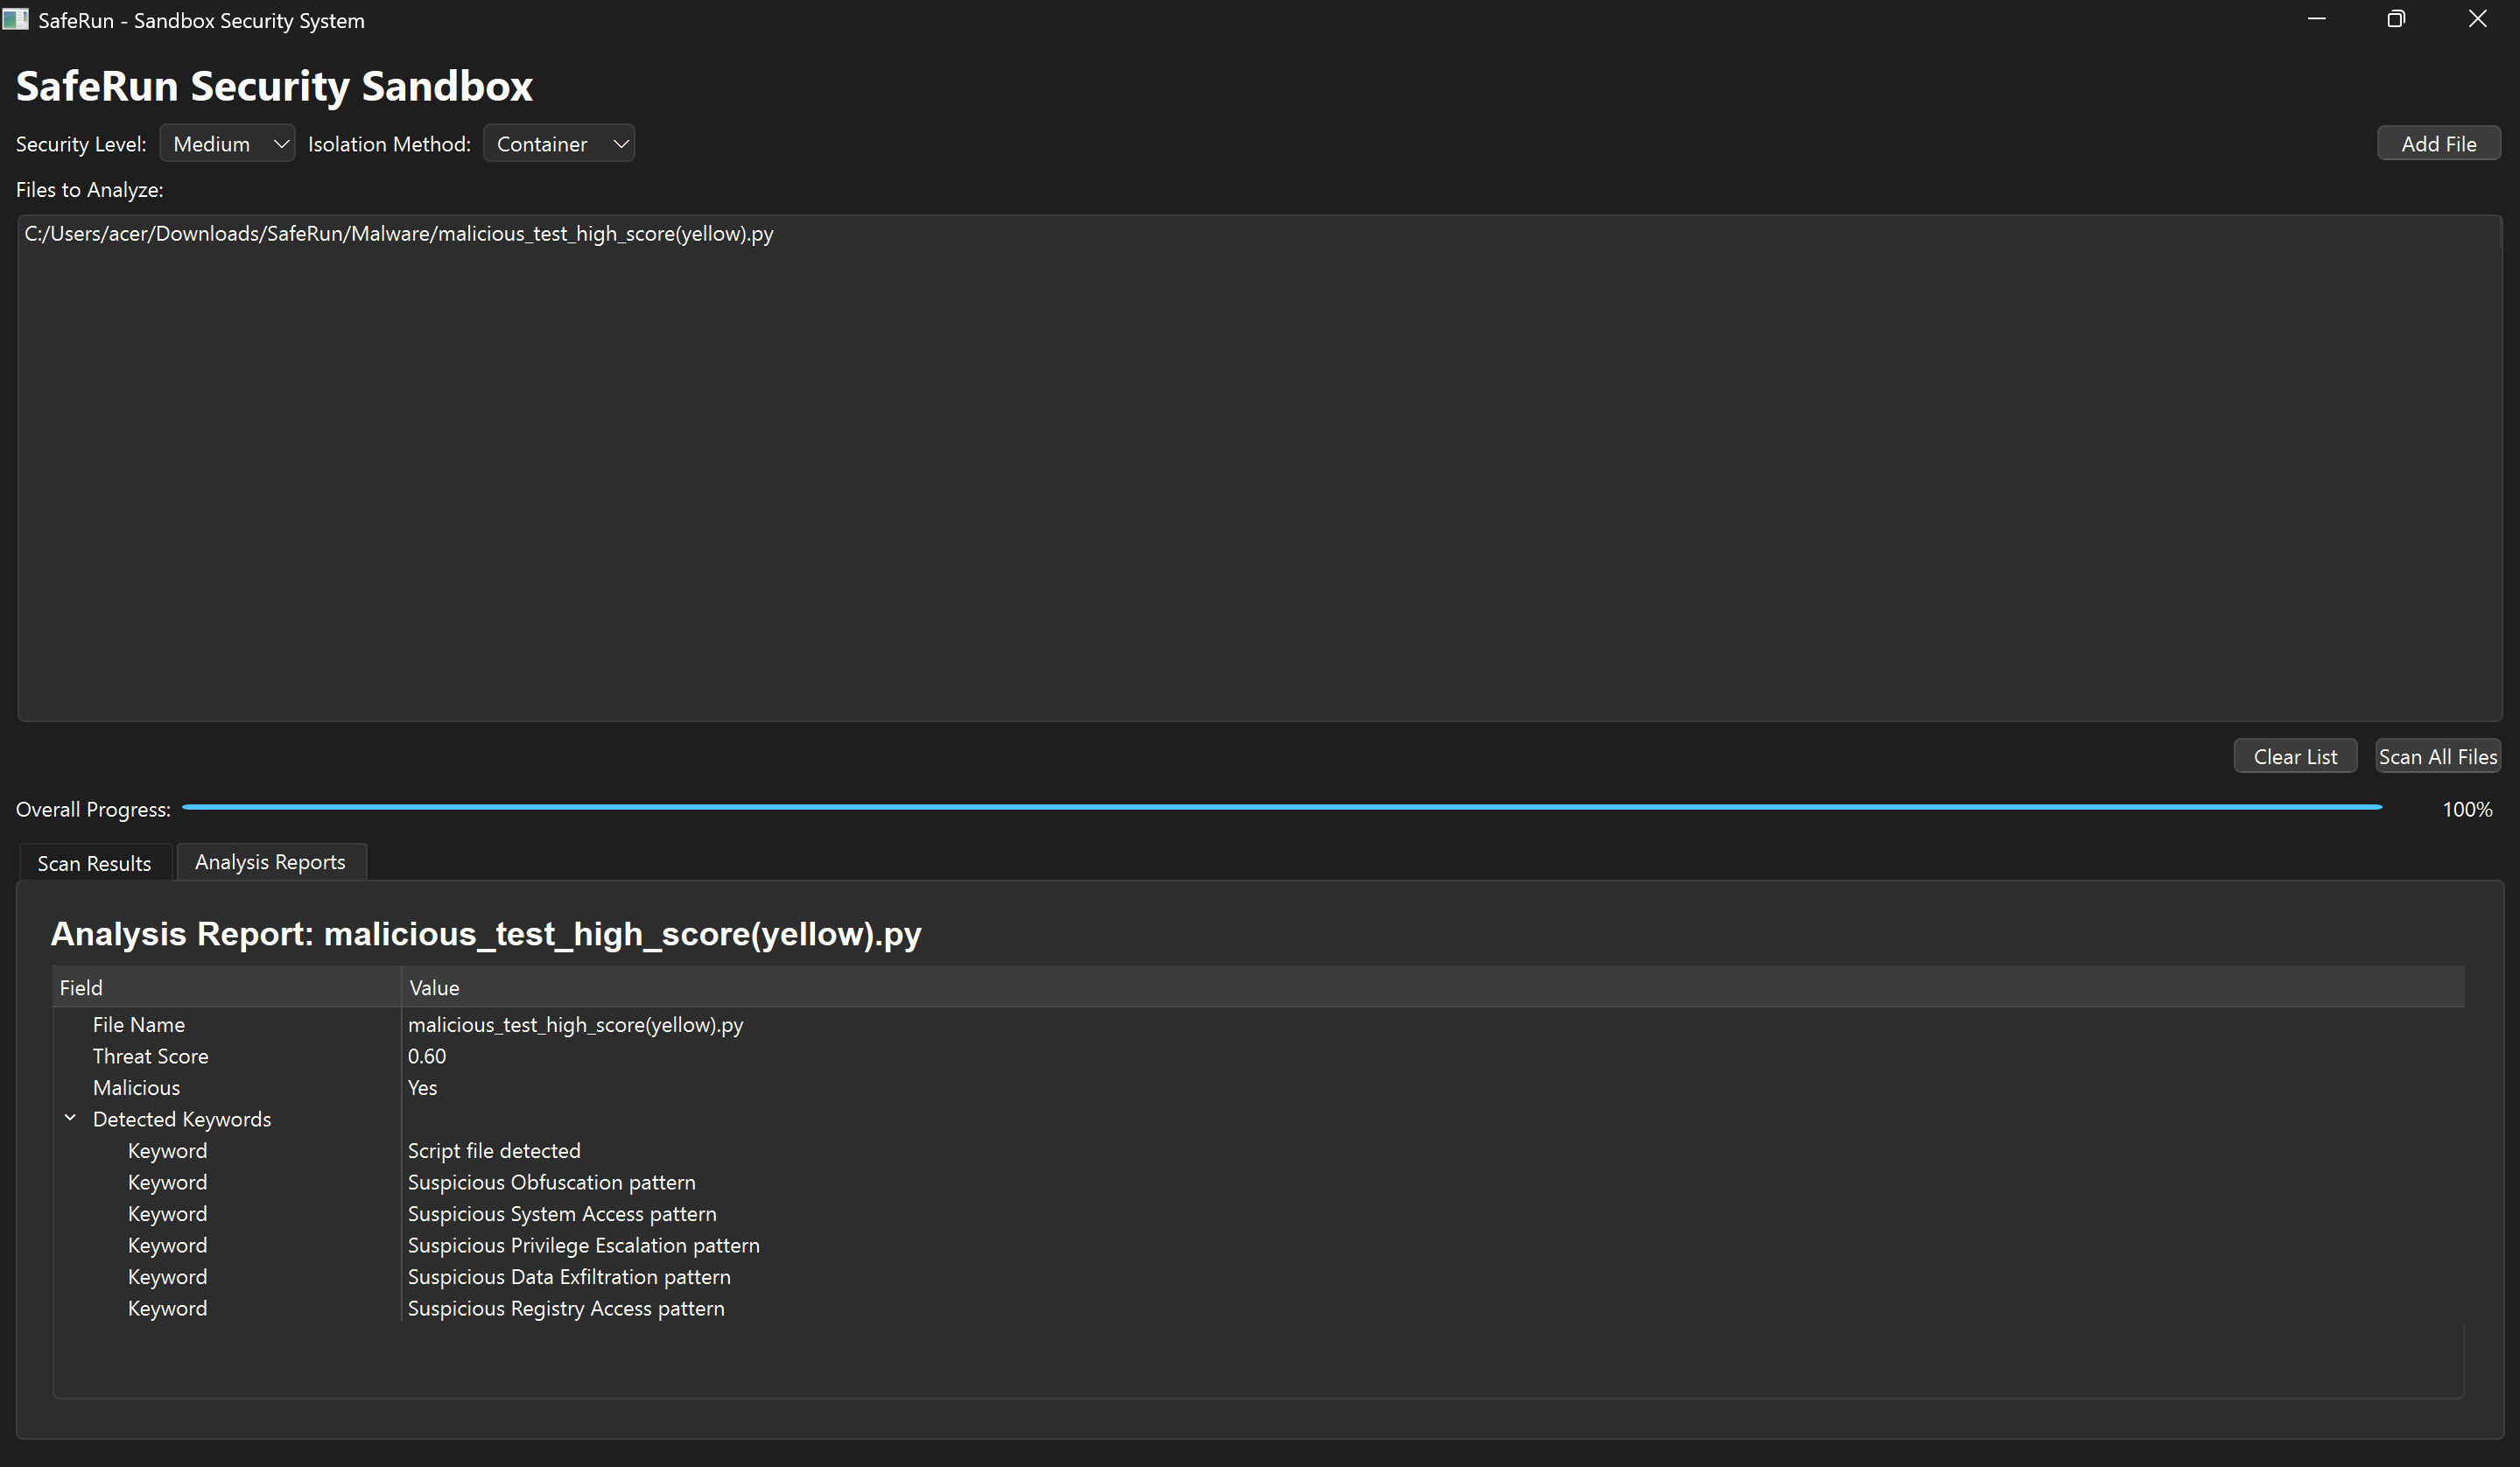 SafeRun - Sandbox Security System
SafeRun Security Sandbox
Security Level: Medium Isolation Method: Container Add File
Files to Analyze:
C:/Users/acer/Downloads/SafeRun/Malware/malicious_test_high_score(yellow).py
Clear List Scan All Files
Overall Progress: 100%
Scan Results Analysis Reports
Analysis Report: malicious_test_high_score(yellow).py
Field Value
File Name malicious_test_high_score(yellow).py
Threat Score 0.60
Malicious Yes
Detected Keywords
Keyword Script file detected
Keyword Suspicious Obfuscation pattern
Keyword Suspicious System Access pattern
Keyword Suspicious Privilege Escalation pattern
Keyword Suspicious Data Exfiltration pattern
Keyword Suspicious Registry Access pattern